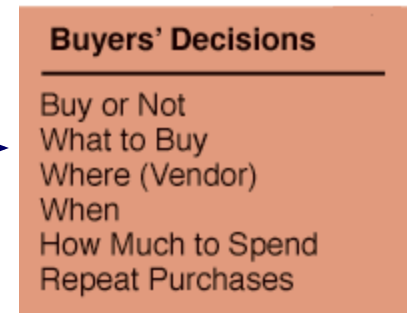 Buyers’ Decisions
Buy or Not
What to Buy
Where (Vendor)
When
How Much to Spend
Repeat Purchases